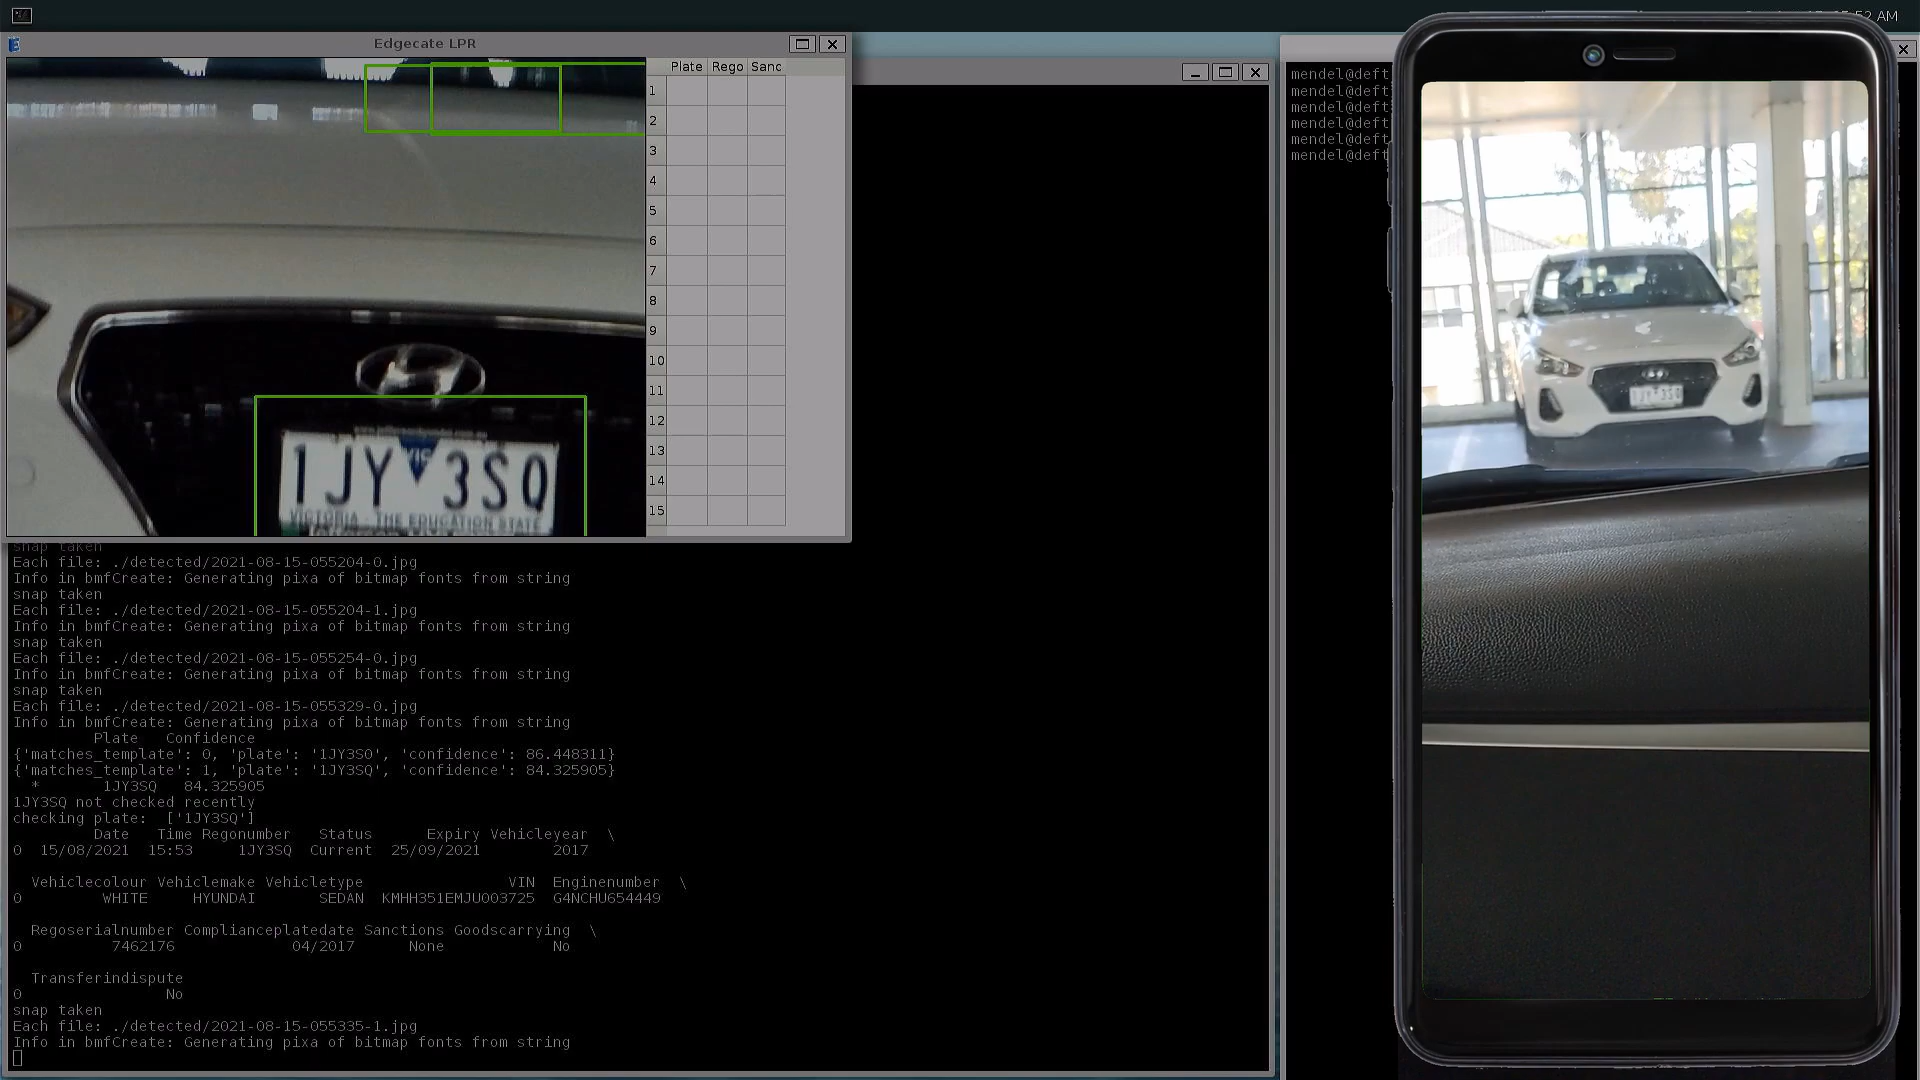 52 AM
Edgecate LPR
Plate Rego Sanc
1
2
3
4
5
6
7
8
9
10
11
12
13
14
15
VIC
1JY 3SQ
VICTORIA - THE EDUCATION STATE
mendel@deft
mendel@deft
mendel@deft
mendel@deft
mendel@deft
mendel@deft
snap taken
Each file: ./detected/2021-08-15-055204-0.jpg
Info in bmfCreate: Generating pixa of bitmap fonts from string
snap taken
Each file: ./detected/2021-08-15-055204-1.jpg
Info in bmfCreate: Generating pixa of bitmap fonts from string
snap taken
Each file: ./detected/2021-08-15-055254-0.jpg
Info in bmfCreate: Generating pixa of bitmap fonts from string
snap taken
Each file: ./detected/2021-08-15-055329-0.jpg
Info in bmfCreate: Generating pixa of bitmap fonts from string
Plate Confidence
{'matches_template': 0, 'plate': '1JY3S0', 'confidence': 86.448311}
{'matches_template': 1, 'plate': '1JY3SQ', 'confidence': 84.325905}
* 1JY3SQ 84.325905
1JY3SQ not checked recently
checking plate: ['1JY3SQ']
Date Time Regonumber Status Expiry Vehicleyear \
0 15/08/2021 15:53 1JY3SQ Current 25/09/2021 2017
Vehiclecolour Vehiclemake Vehicletype VIN Enginenumber \
0 WHITE HYUNDAI SEDAN KMHH351EMJU003725 G4NCHU654449
Regoserialnumber Complianceplatedate Sanctions Goodscarrying \
0 7462176 04/2017 None No
Transferindispute
0 No
snap taken
Each file: ./detected/2021-08-15-055335-1.jpg
Info in bmfCreate: Generating pixa of bitmap fonts from string